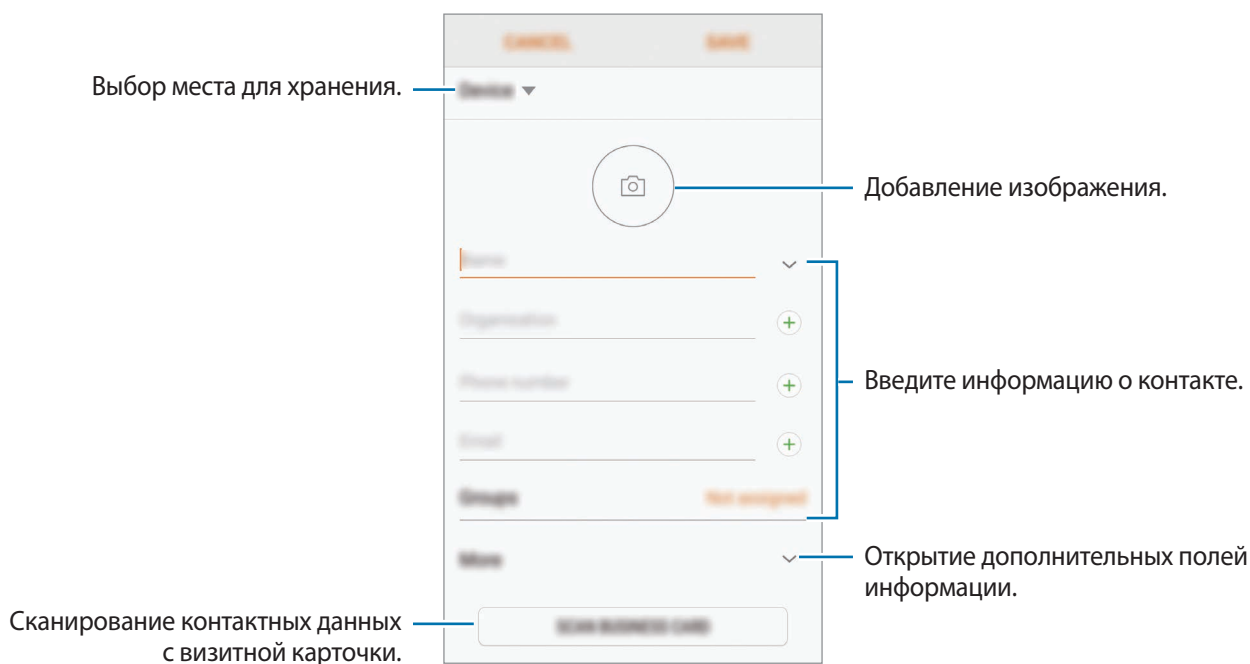 CANCEL
SAVE
Выбор места для хранения.
Device
Добавление изображения.
Name
Phone number
Введите информацию о контакте.
Email
Groups
Not assigned
More
Открытие дополнительных полей
информации.
Сканирование контактных данных
с визитной карточки.
SCAN BUSINESS CARD